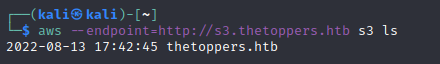 ┌──(kali㉿kali)-[~]
└─$ aws --endpoint=http://s3.thetoppers.htb s3 ls
2022-08-13 17:42:45 thetoppers.htb